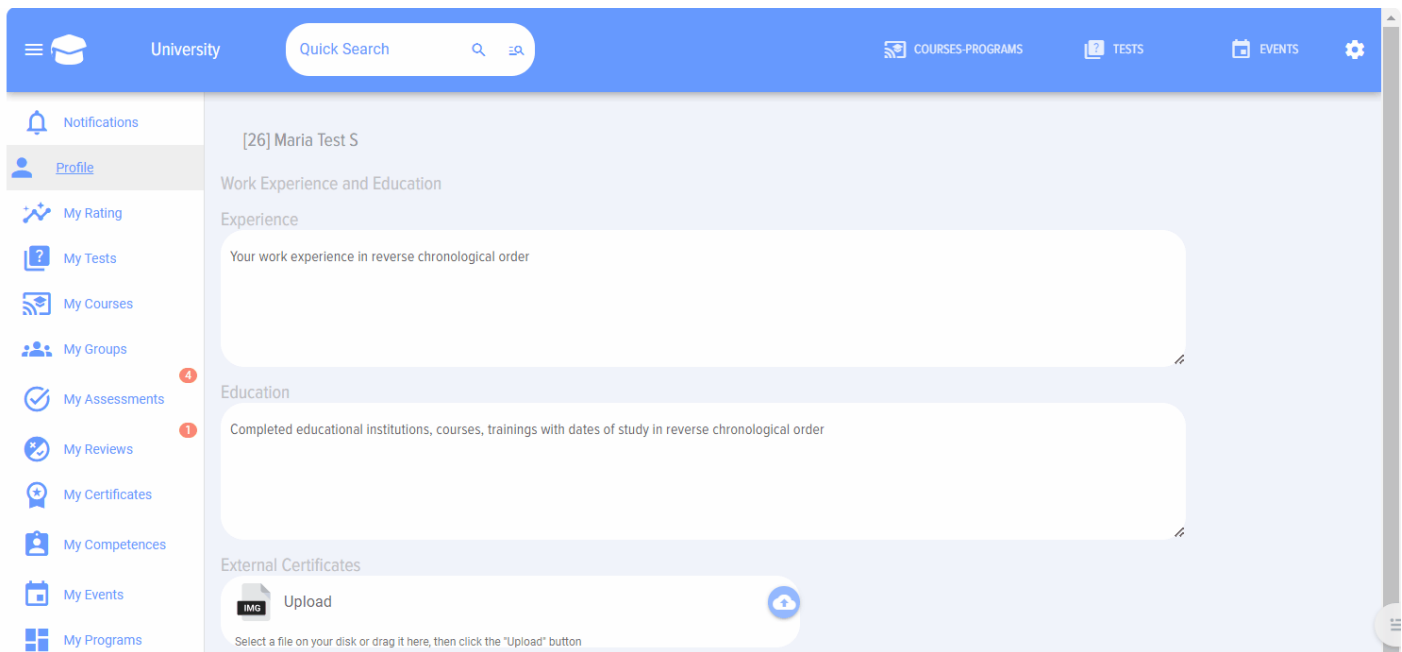 University
Quick Search
COURSES-PROGRAMS
? TESTS
EVENTS
Notifications
Profile
My Rating
? My Tests
My Courses
My Groups
4
My Assessments
1
My Reviews
My Certificates
My Competences
My Events
My Programs
[26] Maria Test S
Work Experience and Education
Experience
Your work experience in reverse chronological order
Education
Completed educational institutions, courses, trainings with dates of study in reverse chronological order
External Certificates
IMG Upload
Select a file on your disk or drag it here, then click the "Upload" button